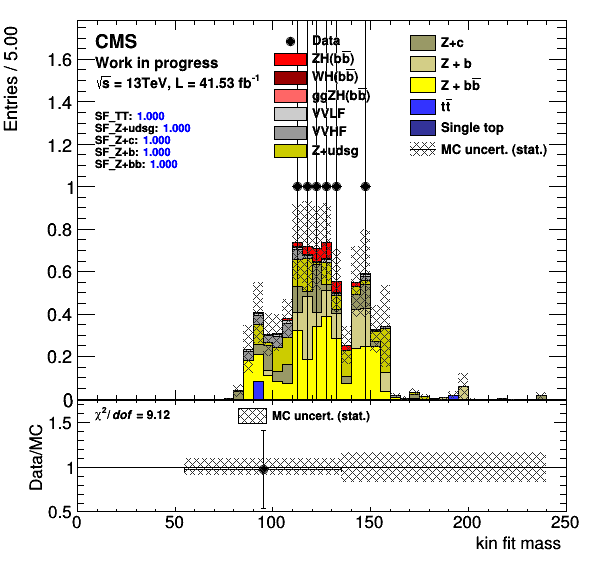 CMS
Work in progress
√s = 13TeV, L = 41.53 fb⁻¹
SF_TT: 1.000
SF_Z+udsg: 1.000
SF_Z+c: 1.000
SF_Z+b: 1.000
SF_Z+bb: 1.000
Data
ZH(bb̅)
WH(bb̅)
ggZH(bb̅)
VVLF
VVHF
Z+udsg
Z+c
Z + b
Z + bb̅
tt̅
Single top
MC uncert. (stat.)
Entries / 5.00
1.6
1.4
1.2
1
0.8
0.6
0.4
0.2
0
χ²/dof = 9.12
MC uncert. (stat.)
Data/MC
1.5
1
0.5
0
50
100
150
200
250
kin fit mass